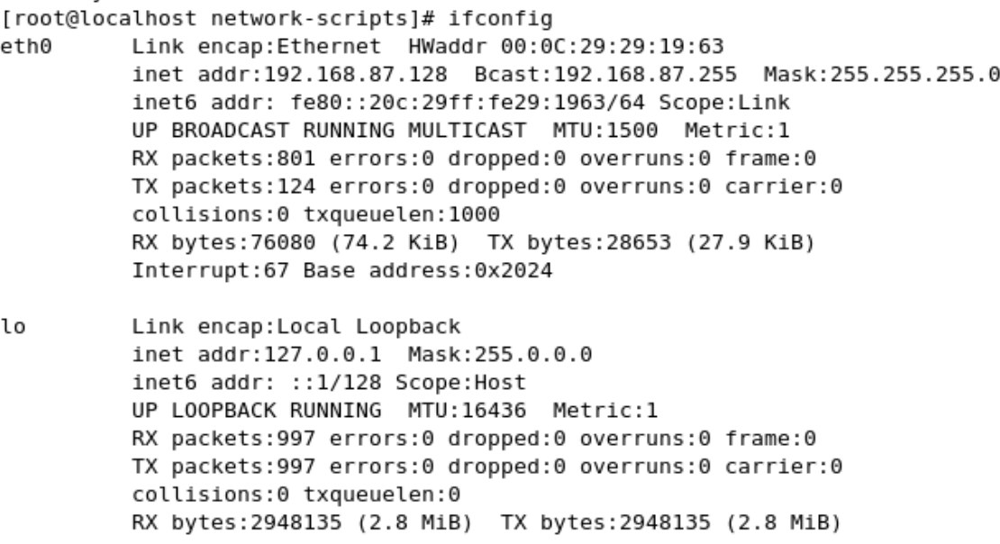 [root@localhost network-scripts]# ifconfig
eth0      Link encap:Ethernet  HWaddr 00:0C:29:29:19:63
          inet addr:192.168.87.128  Bcast:192.168.87.255  Mask:255.255.255.0
          inet6 addr: fe80::20c:29ff:fe29:1963/64 Scope:Link
          UP BROADCAST RUNNING MULTICAST  MTU:1500  Metric:1
          RX packets:801 errors:0 dropped:0 overruns:0 frame:0
          TX packets:124 errors:0 dropped:0 overruns:0 carrier:0
          collisions:0 txqueuelen:1000
          RX bytes:76080 (74.2 KiB)  TX bytes:28653 (27.9 KiB)
          Interrupt:67 Base address:0x2024

lo        Link encap:Local Loopback
          inet addr:127.0.0.1  Mask:255.0.0.0
          inet6 addr: ::1/128 Scope:Host
          UP LOOPBACK RUNNING  MTU:16436  Metric:1
          RX packets:997 errors:0 dropped:0 overruns:0 frame:0
          TX packets:997 errors:0 dropped:0 overruns:0 carrier:0
          collisions:0 txqueuelen:0
          RX bytes:2948135 (2.8 MiB)  TX bytes:2948135 (2.8 MiB)